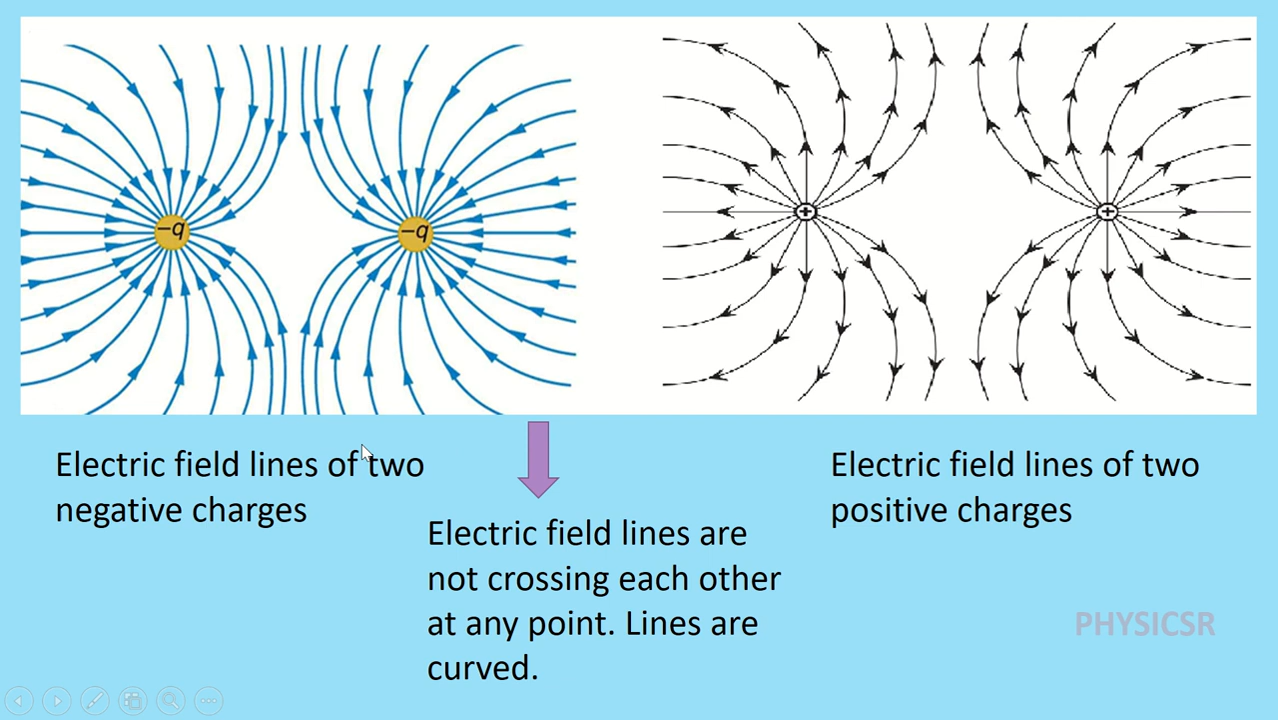 −q
−q
+
+
Electric field lines of two
negative charges
Electric field lines are
not crossing each other
at any point. Lines are
curved.
Electric field lines of two
positive charges
PHYSICSR